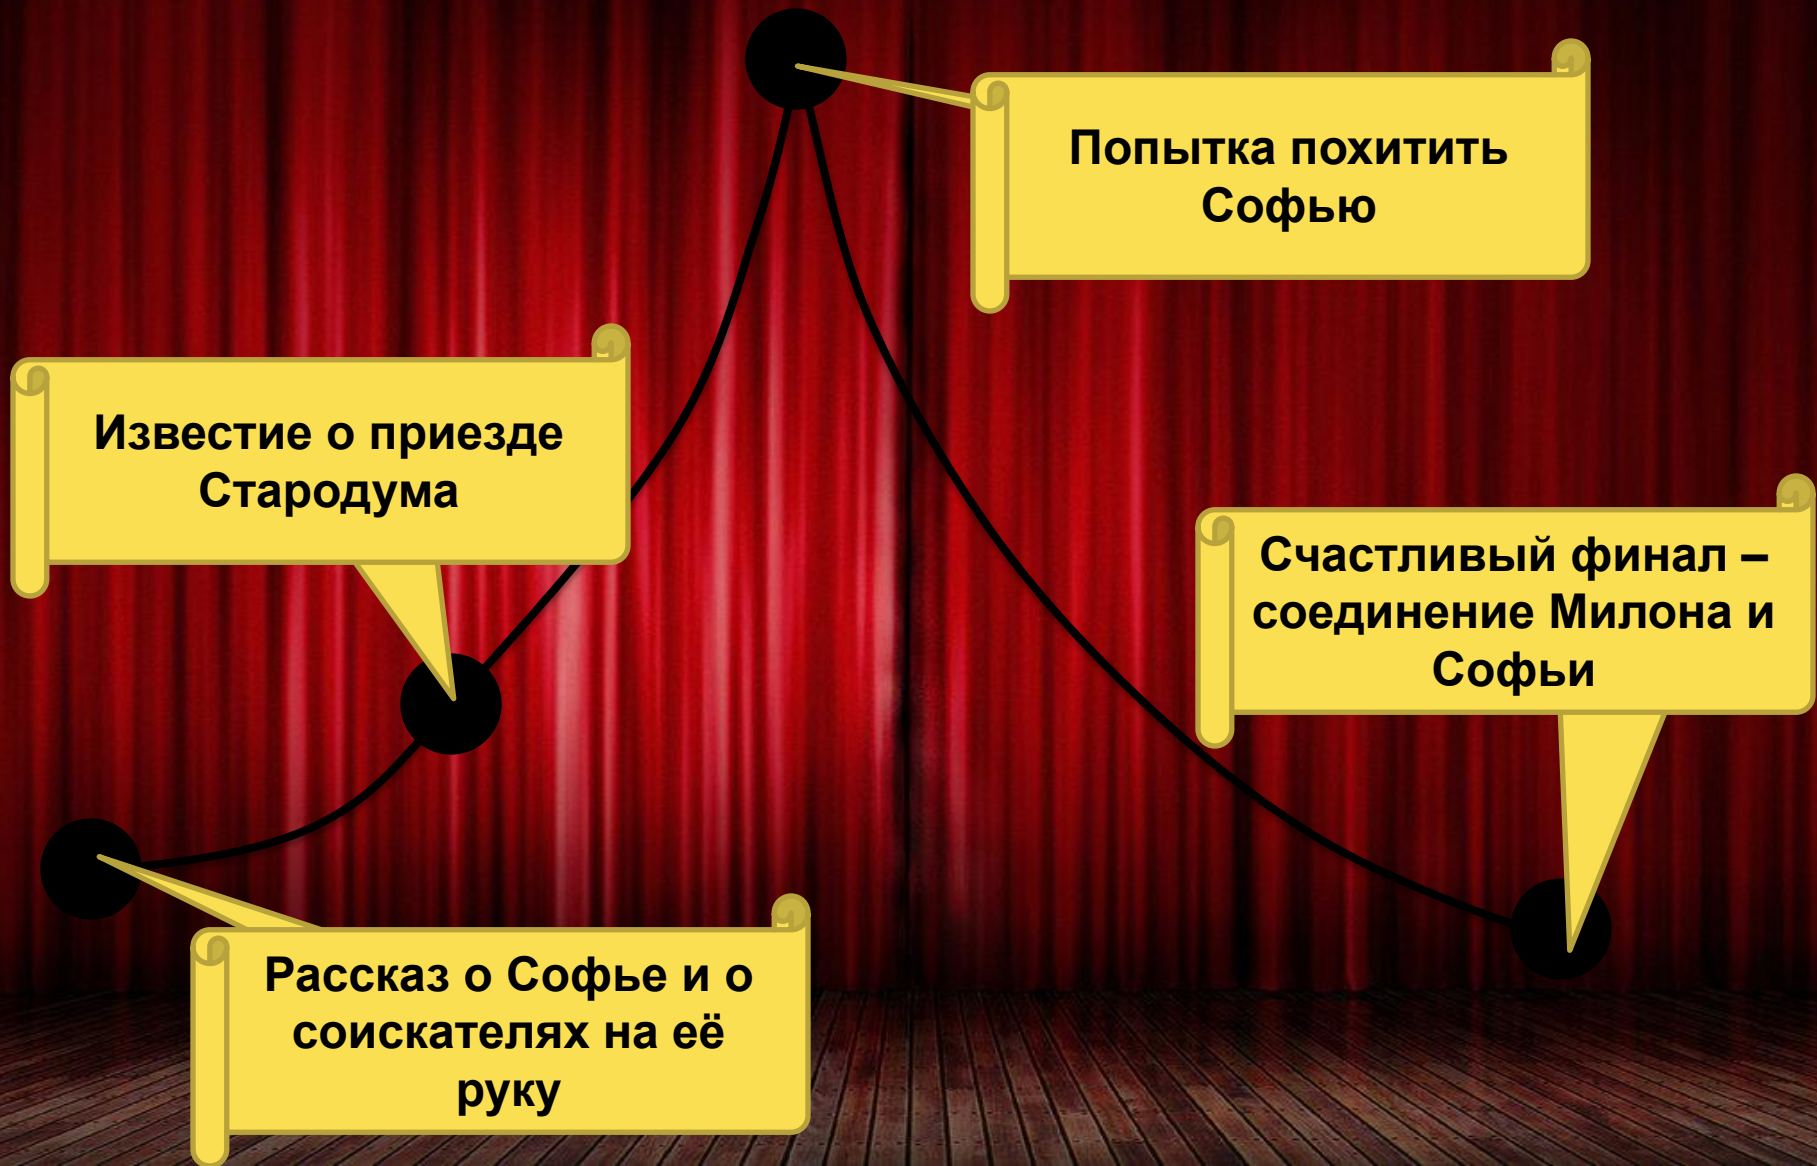 Попытка похитить
Софью
Известие о приезде
Стародума
Счастливый финал –
соединение Милона и
Софьи
Рассказ о Софье и о
соискателях на её
руку